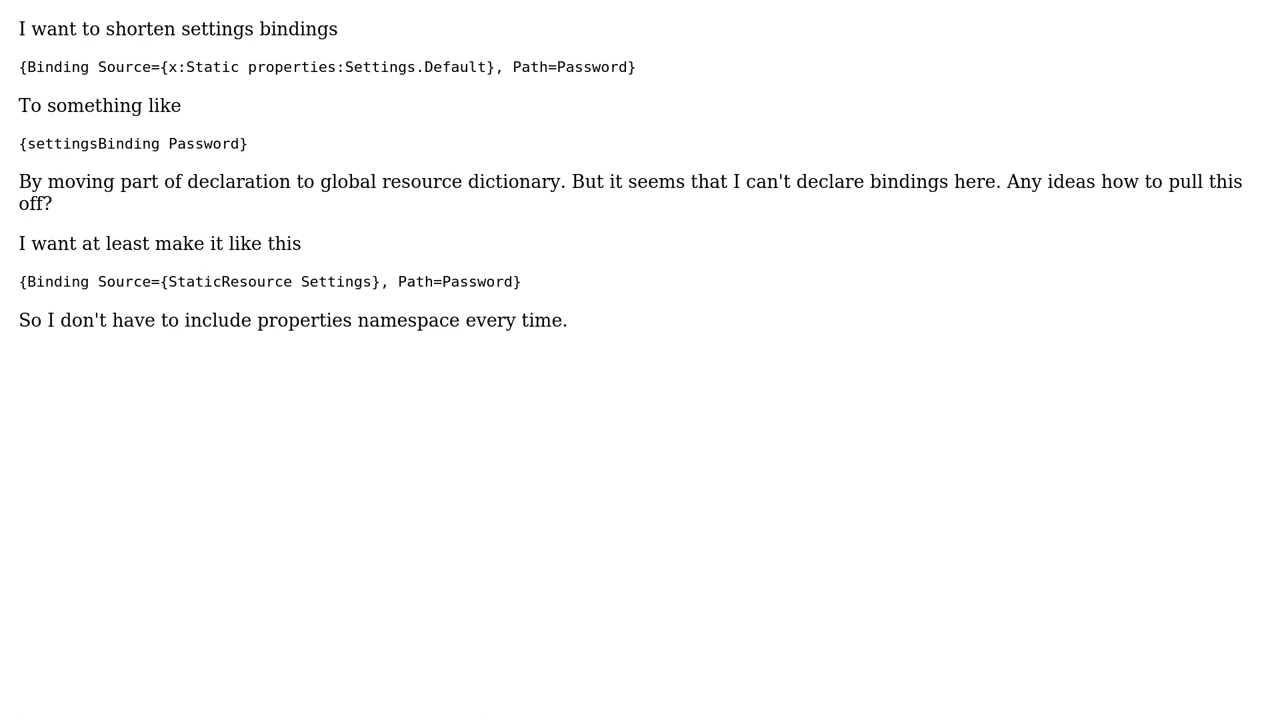 I want to shorten settings bindings
{Binding Source={x:Static properties:Settings.Default}, Path=Password}
To something like
{settingsBinding Password}
By moving part of declaration to global resource dictionary. But it seems that I can't declare bindings here. Any ideas how to pull this
off?
I want at least make it like this
{Binding Source={StaticResource Settings}, Path=Password}
So I don't have to include properties namespace every time.